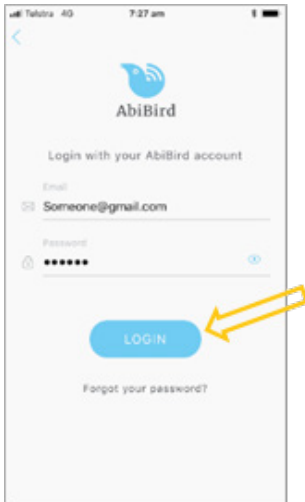 Telstra 4G 7:27 am
AbiBird
Login with your AbiBird account
Email
Someone@gmail.com
Password
●●●●●●
LOGIN
Forgot your password?